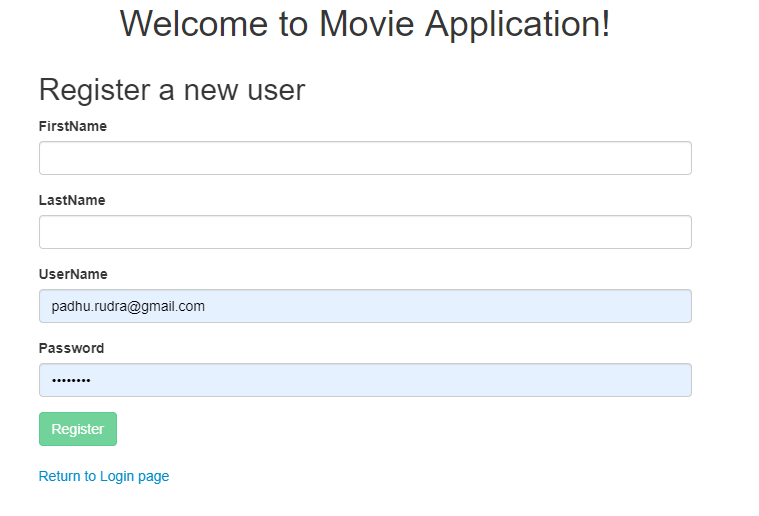 Welcome to Movie Application!
Register a new user
FirstName
LastName
UserName
padhu.rudra@gmail.com
Password
••••••••
Register
Return to Login page